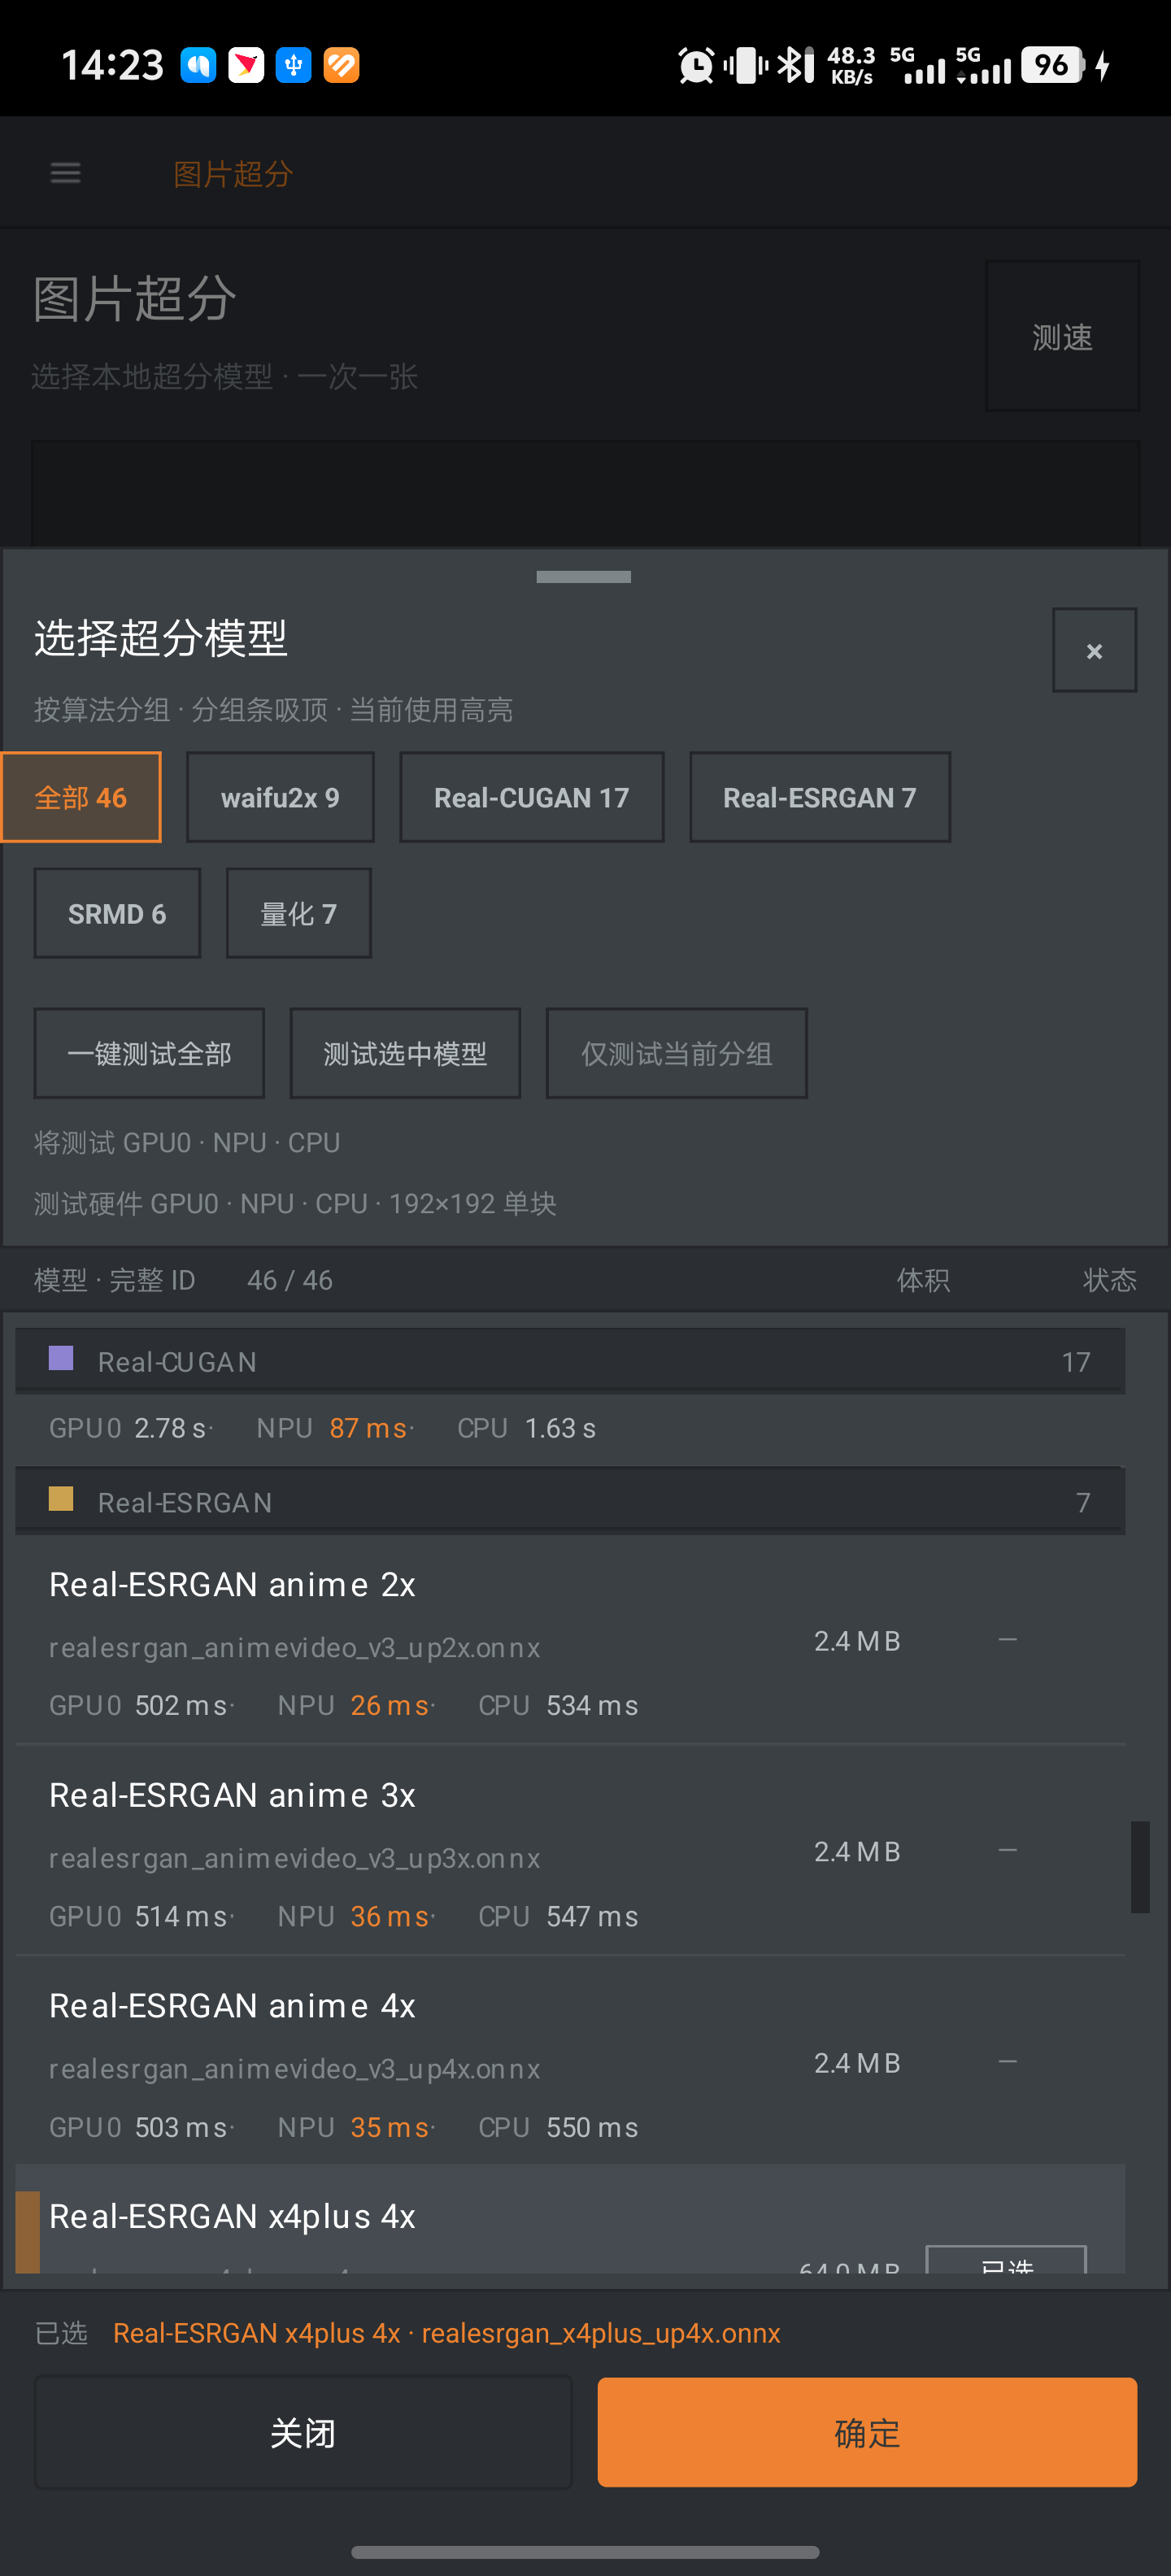 14:23 48.3 KB/s 5G 5G 96
图片超分
图片超分
测速
选择本地超分模型 · 一次一张
选择超分模型
×
按算法分组 · 分组条吸顶 · 当前使用高亮
全部 46 waifu2x 9 Real-CUGAN 17 Real-ESRGAN 7
SRMD 6 量化 7
一键测试全部 测试选中模型 仅测试当前分组
将测试 GPU0 · NPU · CPU
测试硬件 GPU0 · NPU · CPU · 192×192 单块
模型 · 完整 ID 46 / 46 体积 状态
Real-CUGAN 17
GPU0 2.78 s· NPU 87 ms· CPU 1.63 s
Real-ESRGAN 7
Real-ESRGAN anime 2x
realesrgan_animevideo_v3_up2x.onnx 2.4 MB —
GPU0 502 ms· NPU 26 ms· CPU 534 ms
Real-ESRGAN anime 3x
realesrgan_animevideo_v3_up3x.onnx 2.4 MB —
GPU0 514 ms· NPU 36 ms· CPU 547 ms
Real-ESRGAN anime 4x
realesrgan_animevideo_v3_up4x.onnx 2.4 MB —
GPU0 503 ms· NPU 35 ms· CPU 550 ms
Real-ESRGAN x4plus 4x
64.0 MB 已选
已选 Real-ESRGAN x4plus 4x · realesrgan_x4plus_up4x.onnx
关闭 确定